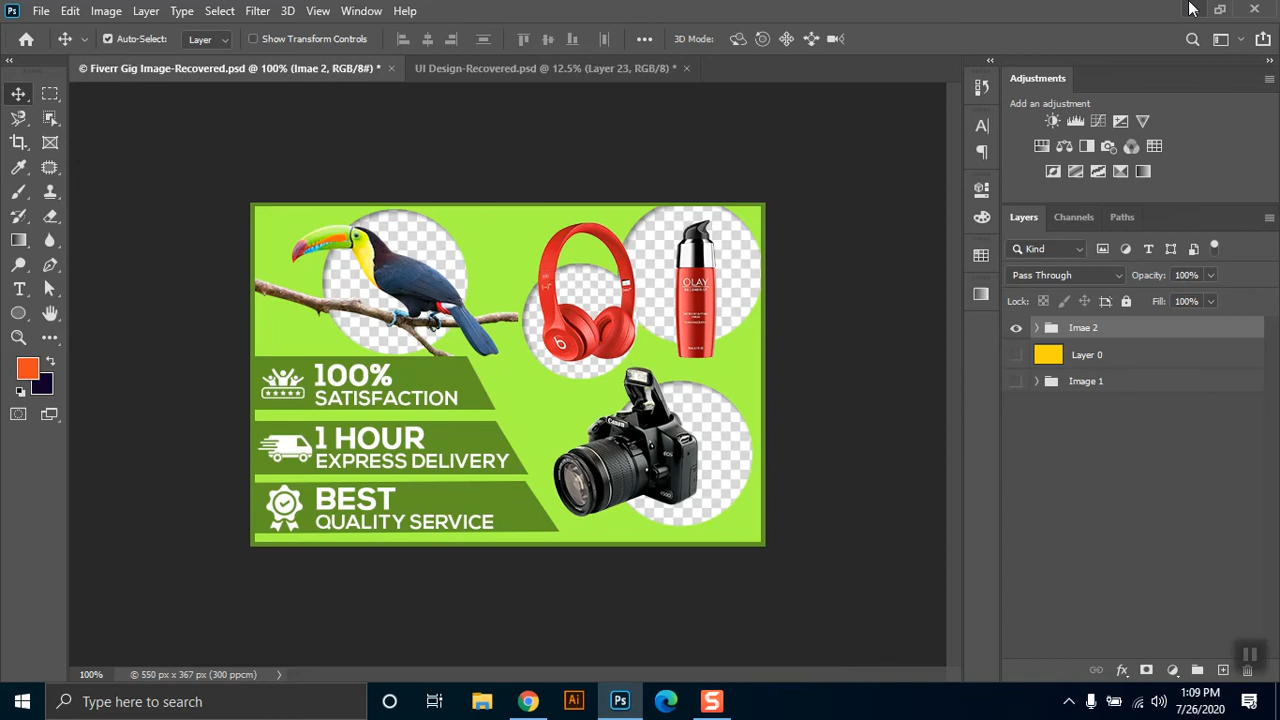 Ps File Edit Image Layer Type Select Filter 3D View Window Help
Auto-Select: Layer Show Transform Controls 3D Mode:
© Fiverr Gig Image-Recovered.psd @ 100% (Imae 2, RGB/8#) * × UI Design-Recovered.psd @ 12.5% (Layer 23, RGB/8) * ×
Adjustments
Add an adjustment
Layers Channels Paths
Kind
Pass Through Opacity: 100%
Lock: Fill: 100%
Imae 2
Layer 0
Image 1
OLAY
Canon
100%
SATISFACTION
1 HOUR
EXPRESS DELIVERY
BEST
QUALITY SERVICE
100% © 550 px x 367 px (300 ppcm)
Type here to search
Ai Ps S
1:09 PM
7/26/2020